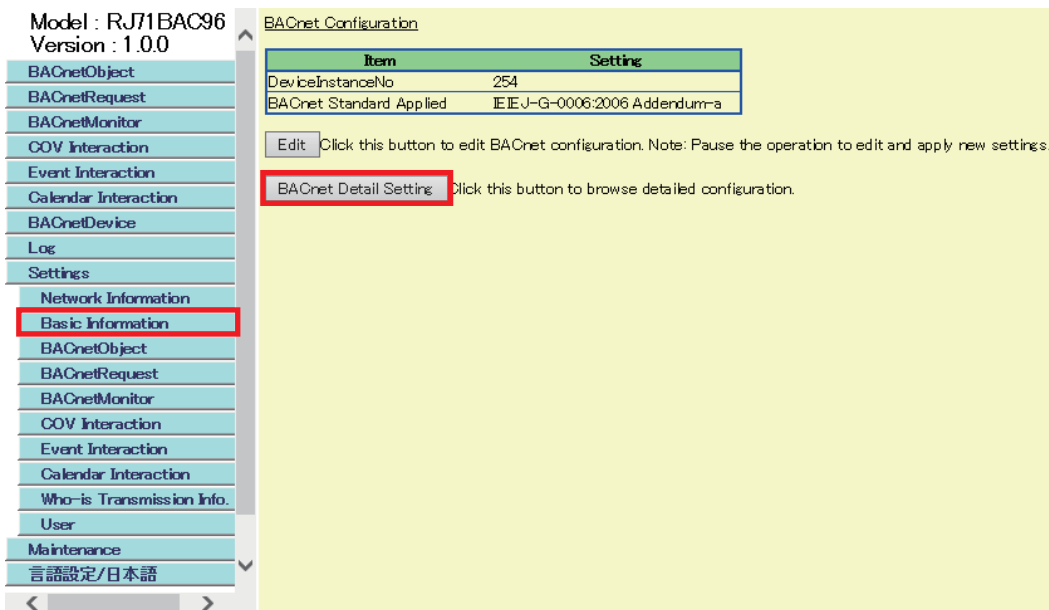 Model : RJ71BAC96
Version : 1.0.0
BACnetObject
BACnetRequest
BACnetMonitor
COV Interaction
Event Interaction
Calendar Interaction
BACnetDevice
Log
Settings
Network Information
Basic Information
BACnetObject
BACnetRequest
BACnetMonitor
COV Interaction
Event Interaction
Calendar Interaction
Who-is Transmission Info.
User
Maintenance
言語設定/日本語
BACnet Configuration
Item Setting
DeviceInstanceNo 254
BACnet Standard Applied IEIEJ-G-0006:2006 Addendum-a
Edit Click this button to edit BACnet configuration. Note: Pause the operation to edit and apply new settings.
BACnet Detail Setting Click this button to browse detailed configuration.